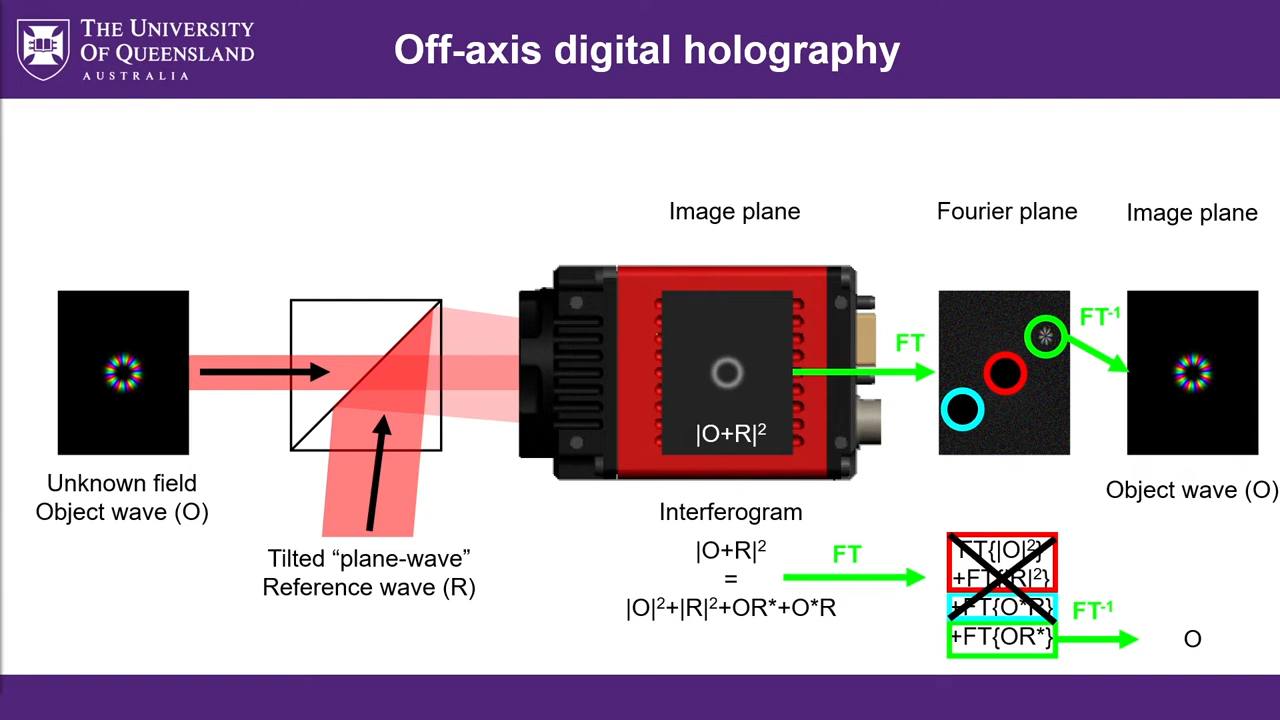 THE UNIVERSITY
OF QUEENSLAND
AUSTRALIA
Off-axis digital holography
Image plane
Fourier plane
Image plane
FT
FT⁻¹
|O+R|²
Unknown field
Object wave (O)
Tilted “plane-wave”
Reference wave (R)
Interferogram
|O+R|²
=
|O|²+|R|²+OR*+O*R
FT
FT{|O|²}
+FT{|R|²}
+FT{O*R}
+FT{OR*}
FT⁻¹
O
Object wave (O)